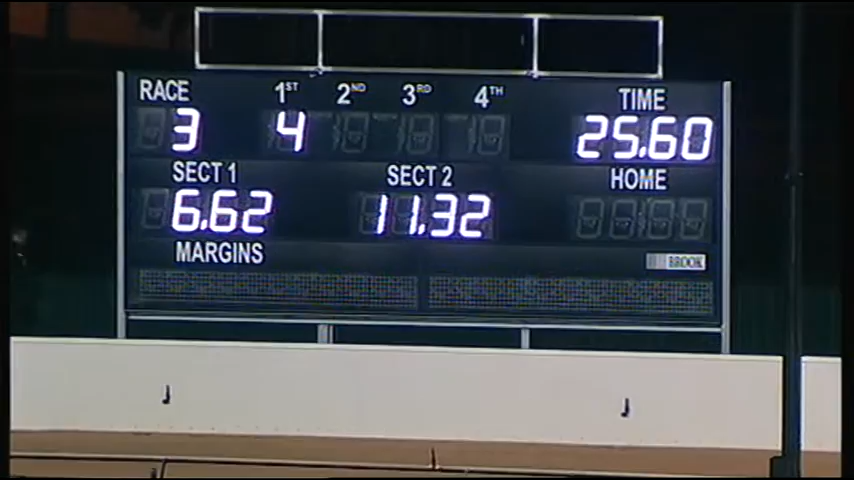 RACE 1ST 2ND 3RD 4TH TIME
3 4 25.60
SECT 1 SECT 2 HOME
6.62 11.32
MARGINS BROOK